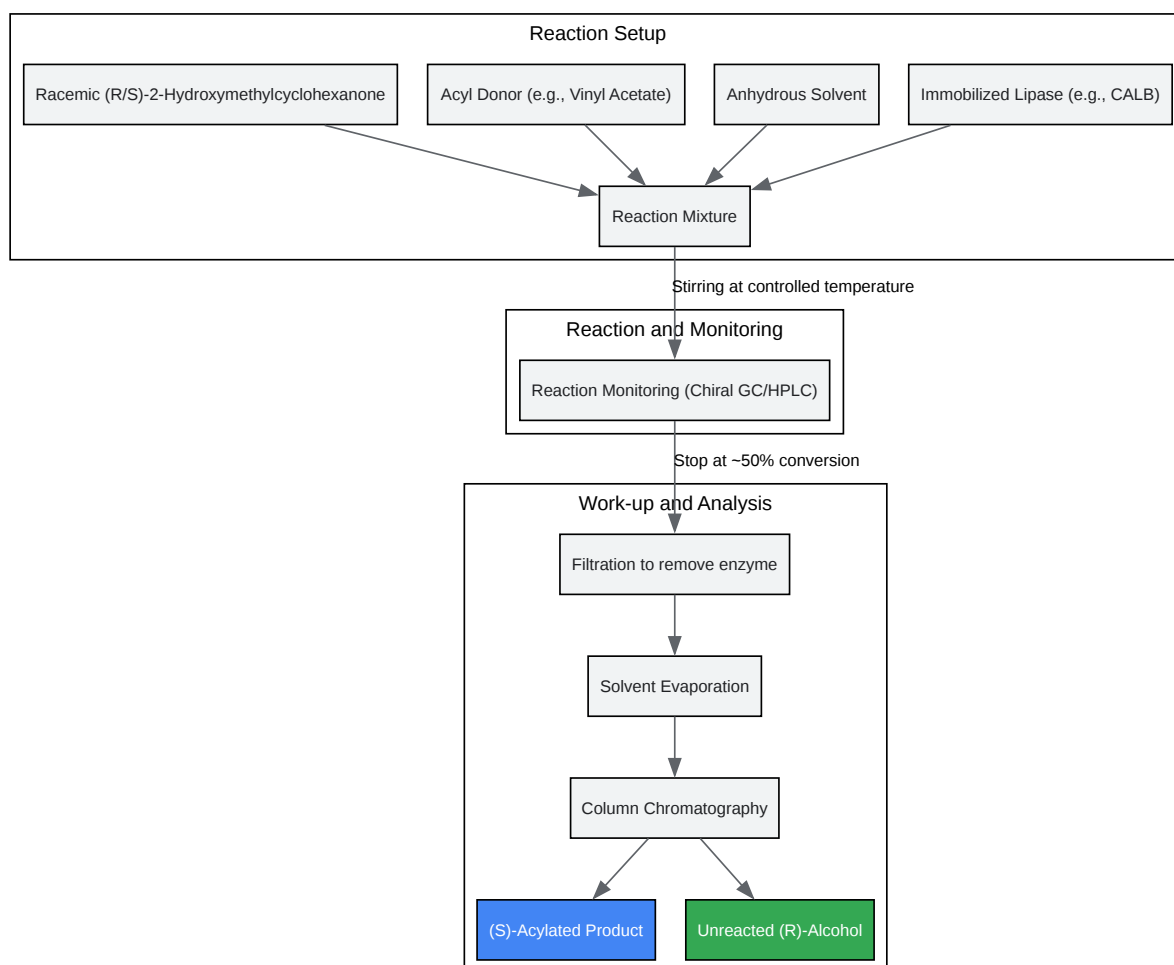 Reaction Setup
Racemic (R/S)-2-Hydroxymethylcyclohexanone
Acyl Donor (e.g., Vinyl Acetate)
Anhydrous Solvent
Immobilized Lipase (e.g., CALB)
Reaction Mixture
Stirring at controlled temperature
Reaction and Monitoring
Reaction Monitoring (Chiral GC/HPLC)
Stop at ~50% conversion
Work-up and Analysis
Filtration to remove enzyme
Solvent Evaporation
Column Chromatography
(S)-Acylated Product
Unreacted (R)-Alcohol